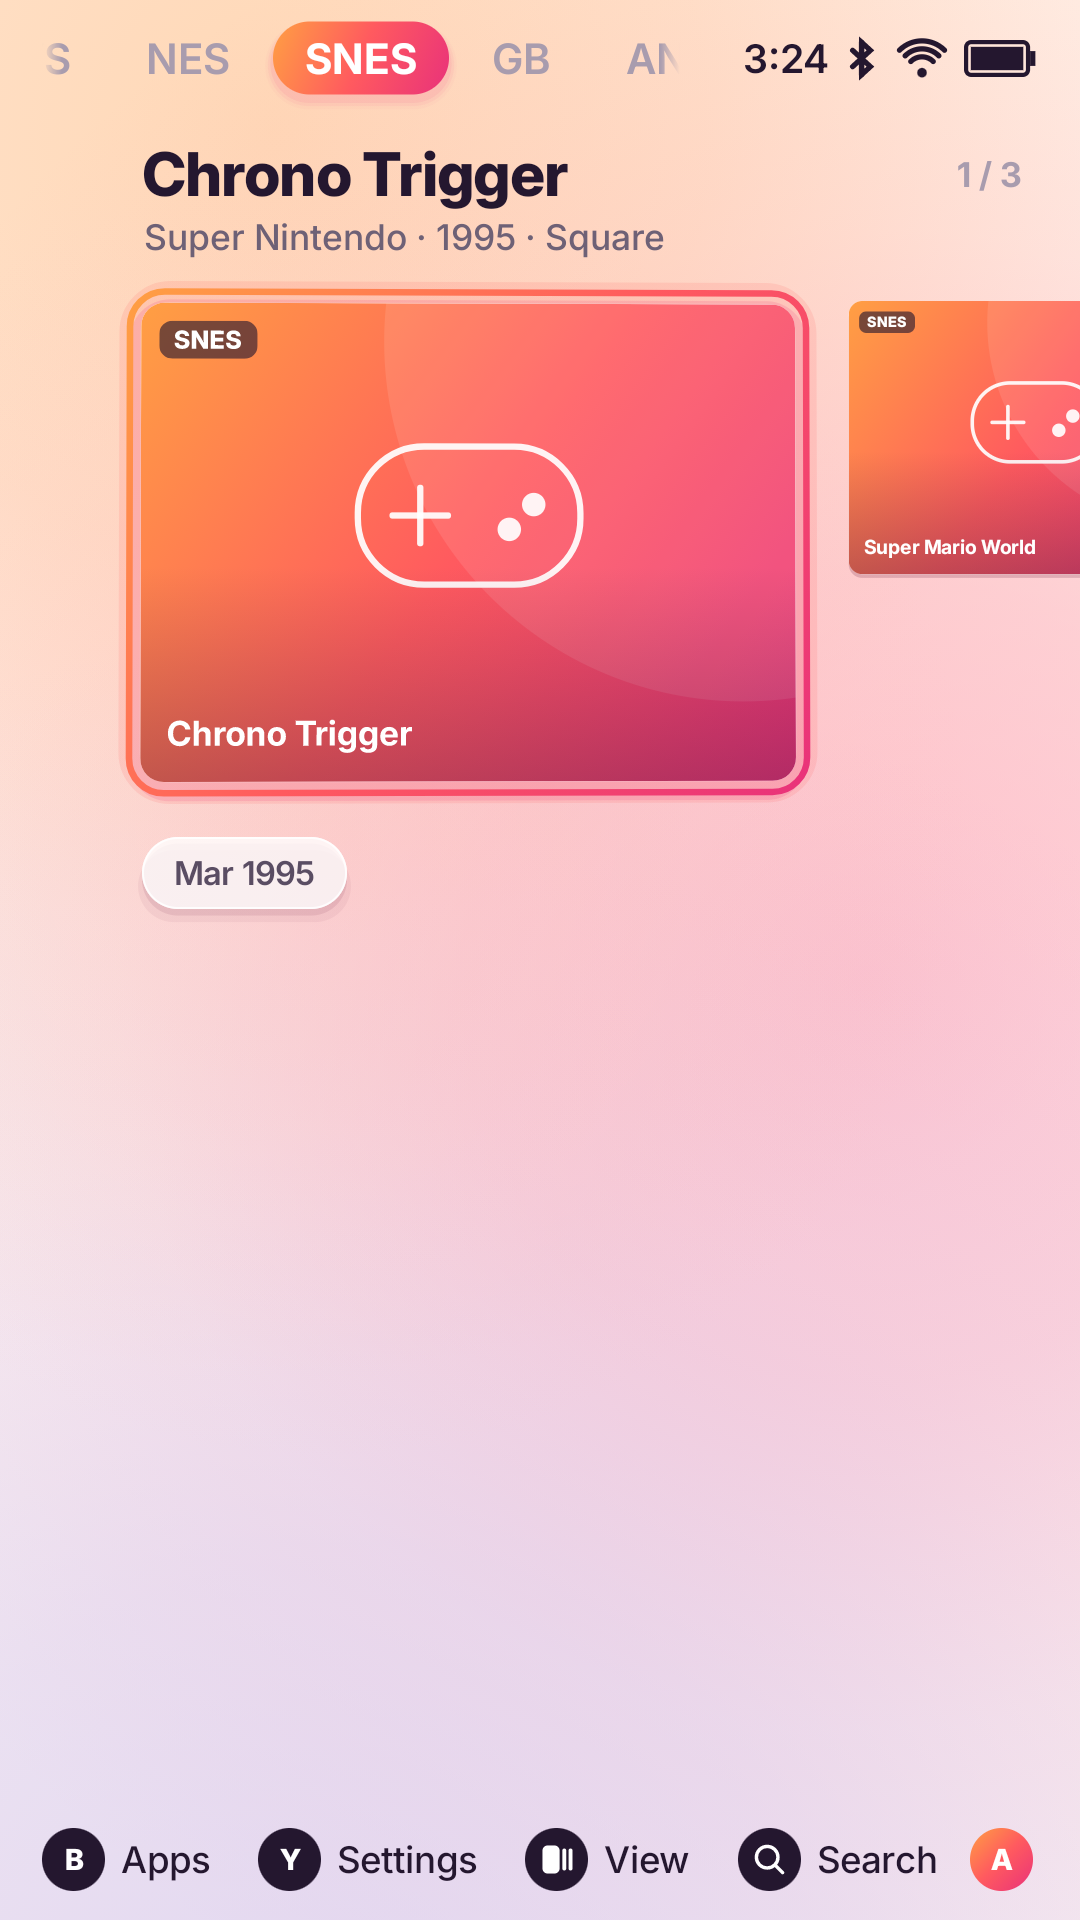 S NES SNES GB AN 3:24
Chrono Trigger 1 / 3
Super Nintendo · 1995 · Square
SNES
SNES
Super Mario World
Chrono Trigger
Mar 1995
B Apps Y Settings View Search A